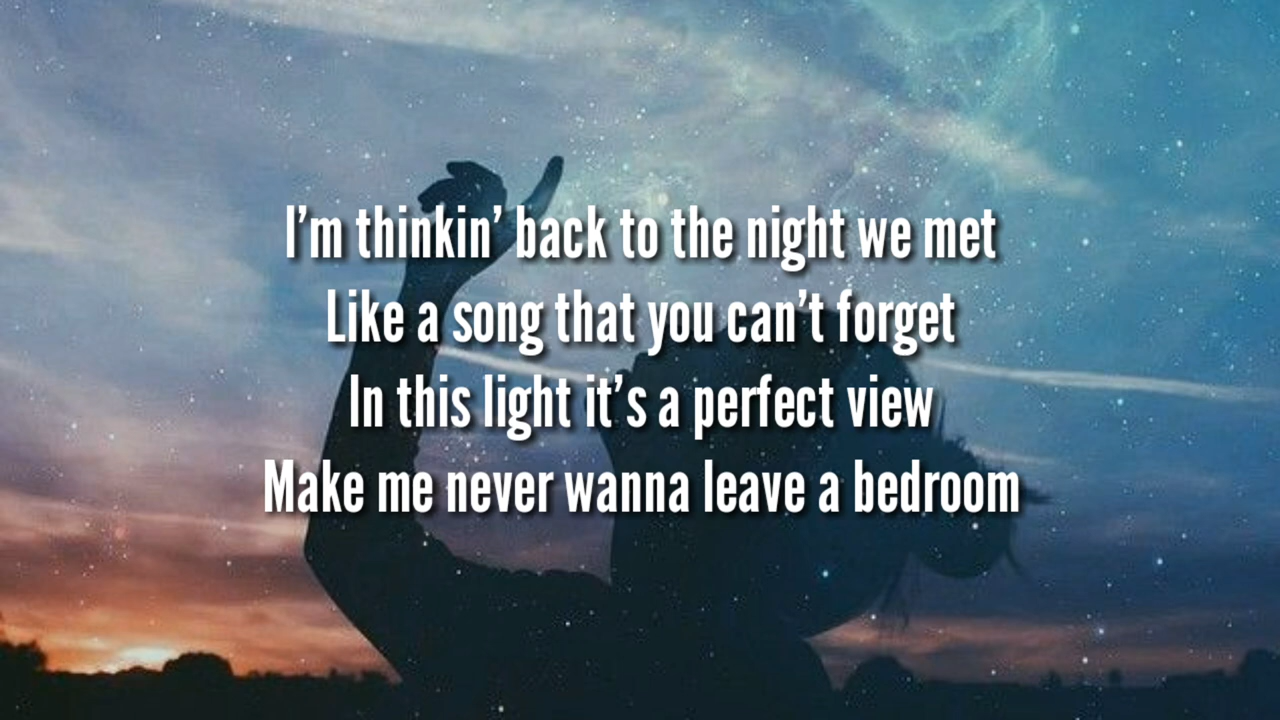 I’m thinkin’ back to the night we met
Like a song that you can’t forget
In this light it’s a perfect view
Make me never wanna leave a bedroom